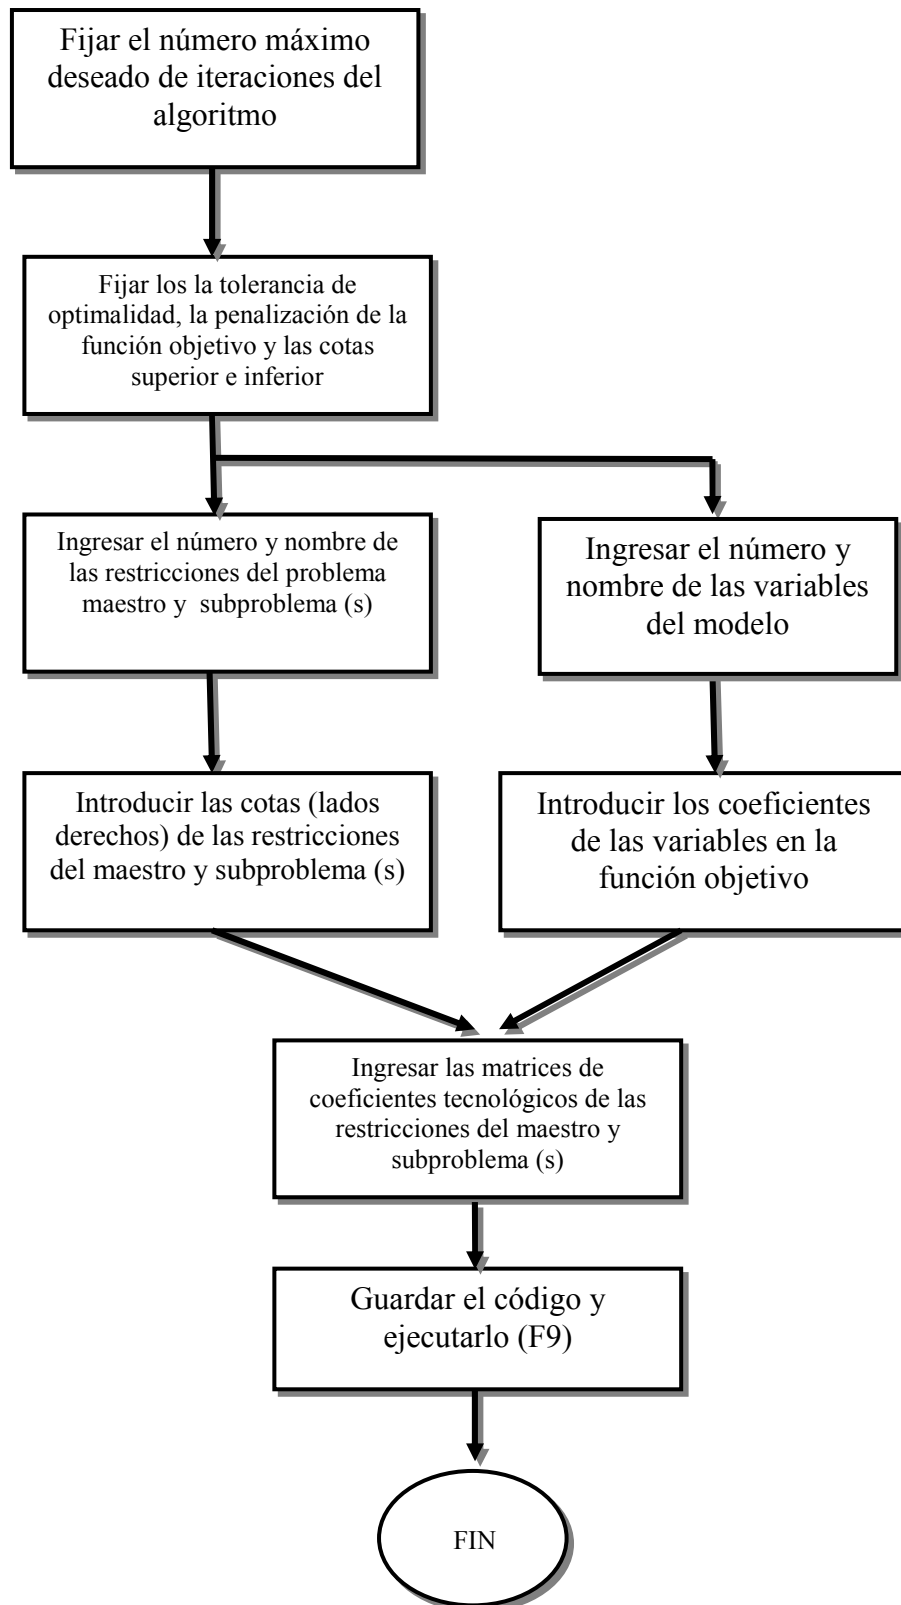 Fijar el número máximo
deseado de iteraciones del
algoritmo
Fijar los la tolerancia de
optimalidad, la penalización de la
función objetivo y las cotas
superior e inferior
Ingresar el número y nombre de
las restricciones del problema
maestro y subproblema (s)
Ingresar el número y
nombre de las variables
del modelo
Introducir las cotas (lados
derechos) de las restricciones
del maestro y subproblema (s)
Introducir los coeficientes
de las variables en la
función objetivo
Ingresar las matrices de
coeficientes tecnológicos de las
restricciones del maestro y
subproblema (s)
Guardar el código y
ejecutarlo (F9)
FIN